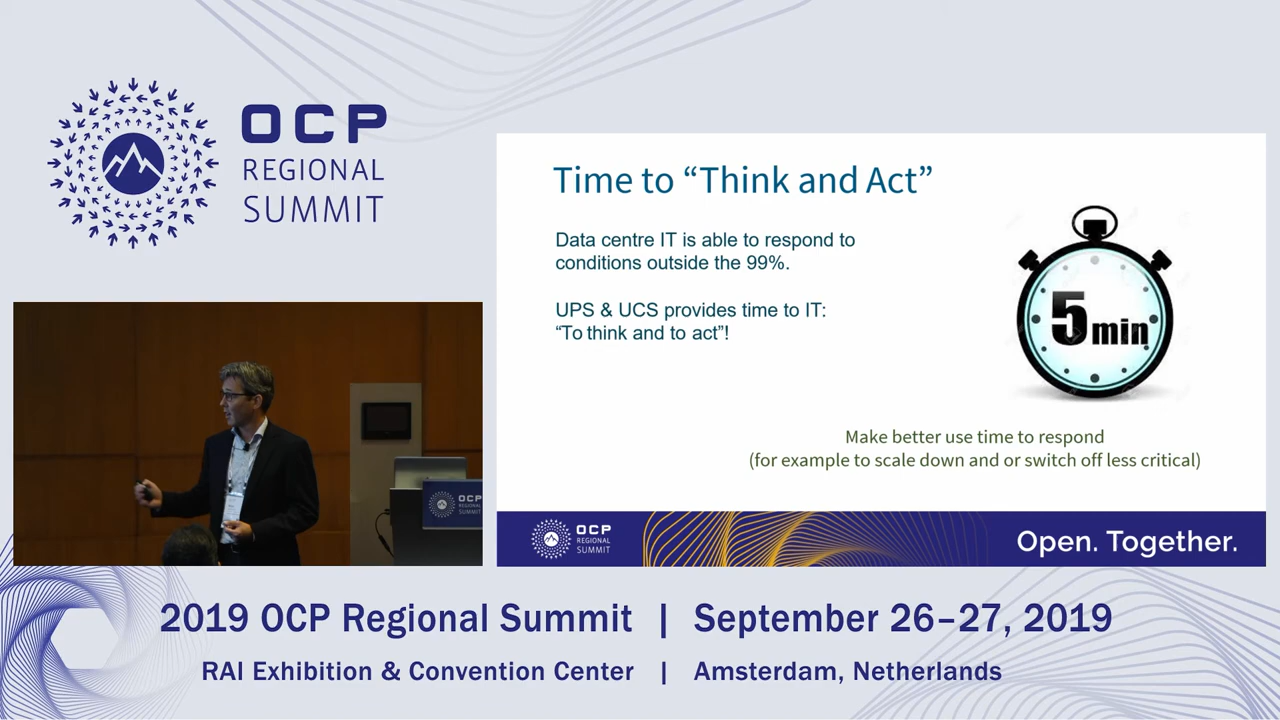 OCP
REGIONAL
SUMMIT
Time to “Think and Act”
Data centre IT is able to respond to
conditions outside the 99%.
UPS & UCS provides time to IT:
“To think and to act”!
5 min
Make better use time to respond
(for example to scale down and or switch off less critical)
OCP
REGIONAL
SUMMIT
Open. Together.
OCP
2019 OCP Regional Summit | September 26–27, 2019
RAI Exhibition & Convention Center | Amsterdam, Netherlands